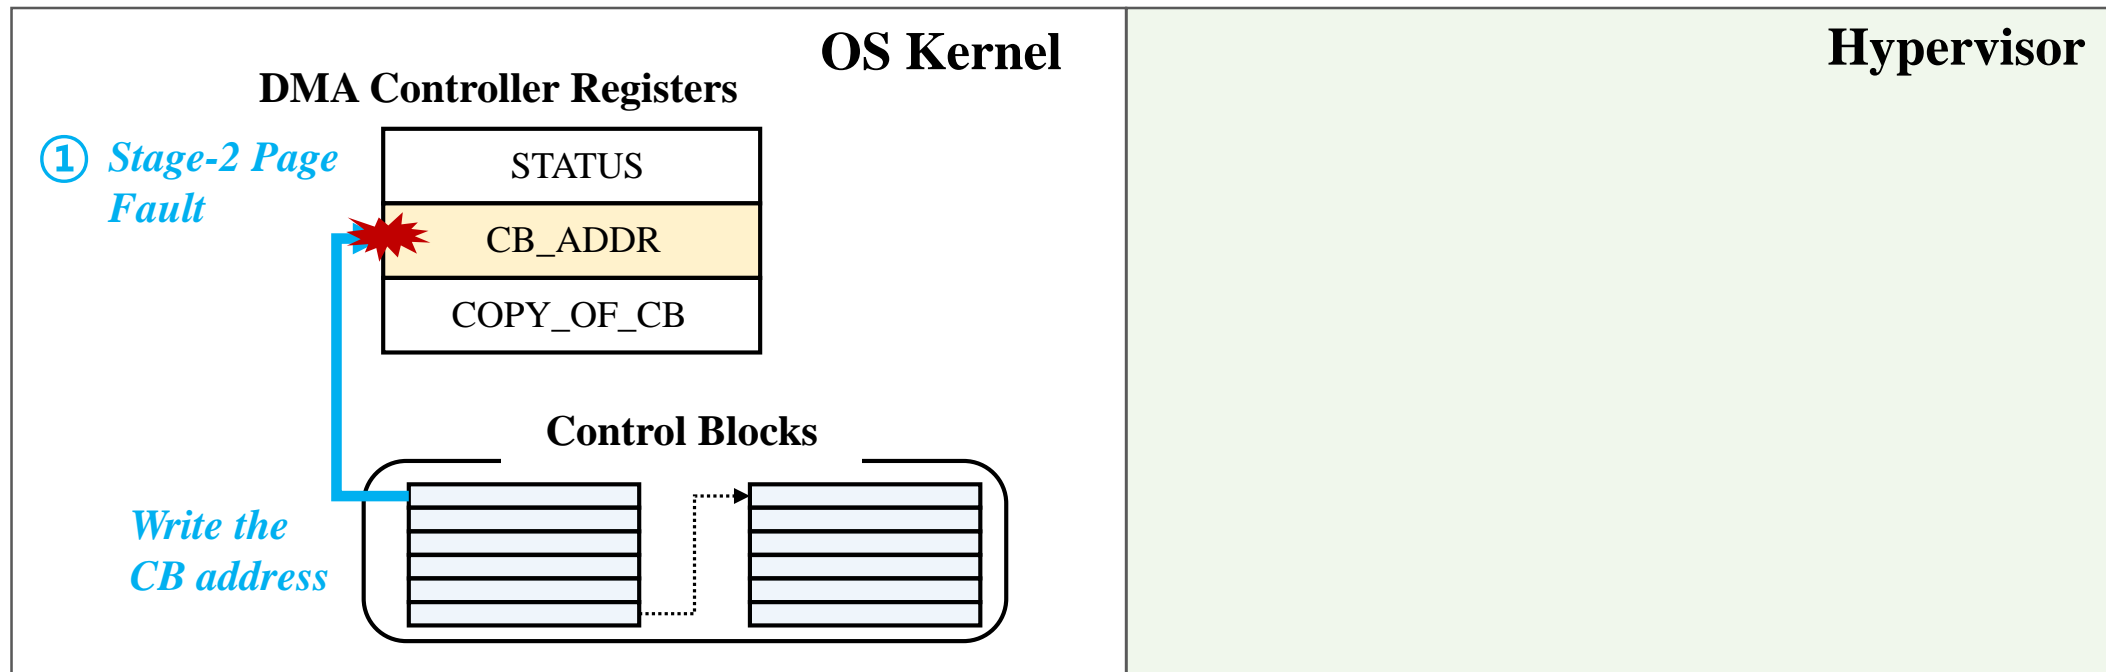 OS Kernel
Hypervisor
DMA Controller Registers
① Stage-2 Page
Fault
STATUS
CB_ADDR
COPY_OF_CB
Control Blocks
Write the
CB address